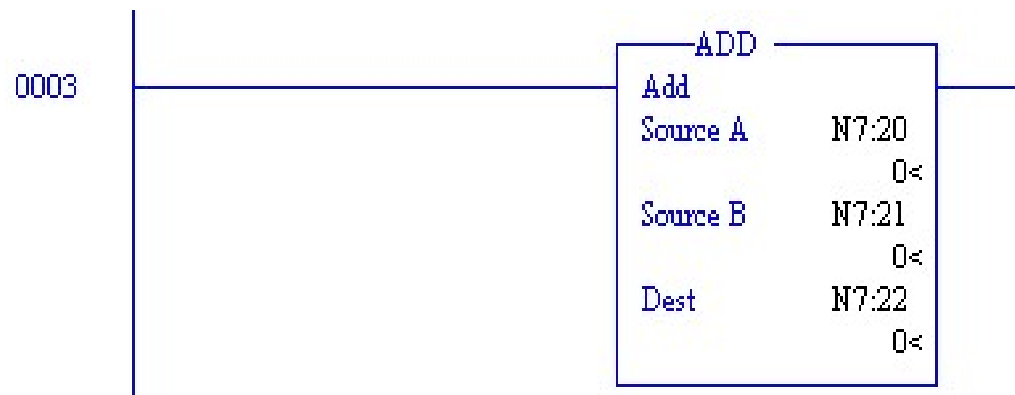 ADD
0003
Add
Source A N7:20
0<
Source B N7:21
0<
Dest N7:22
0<